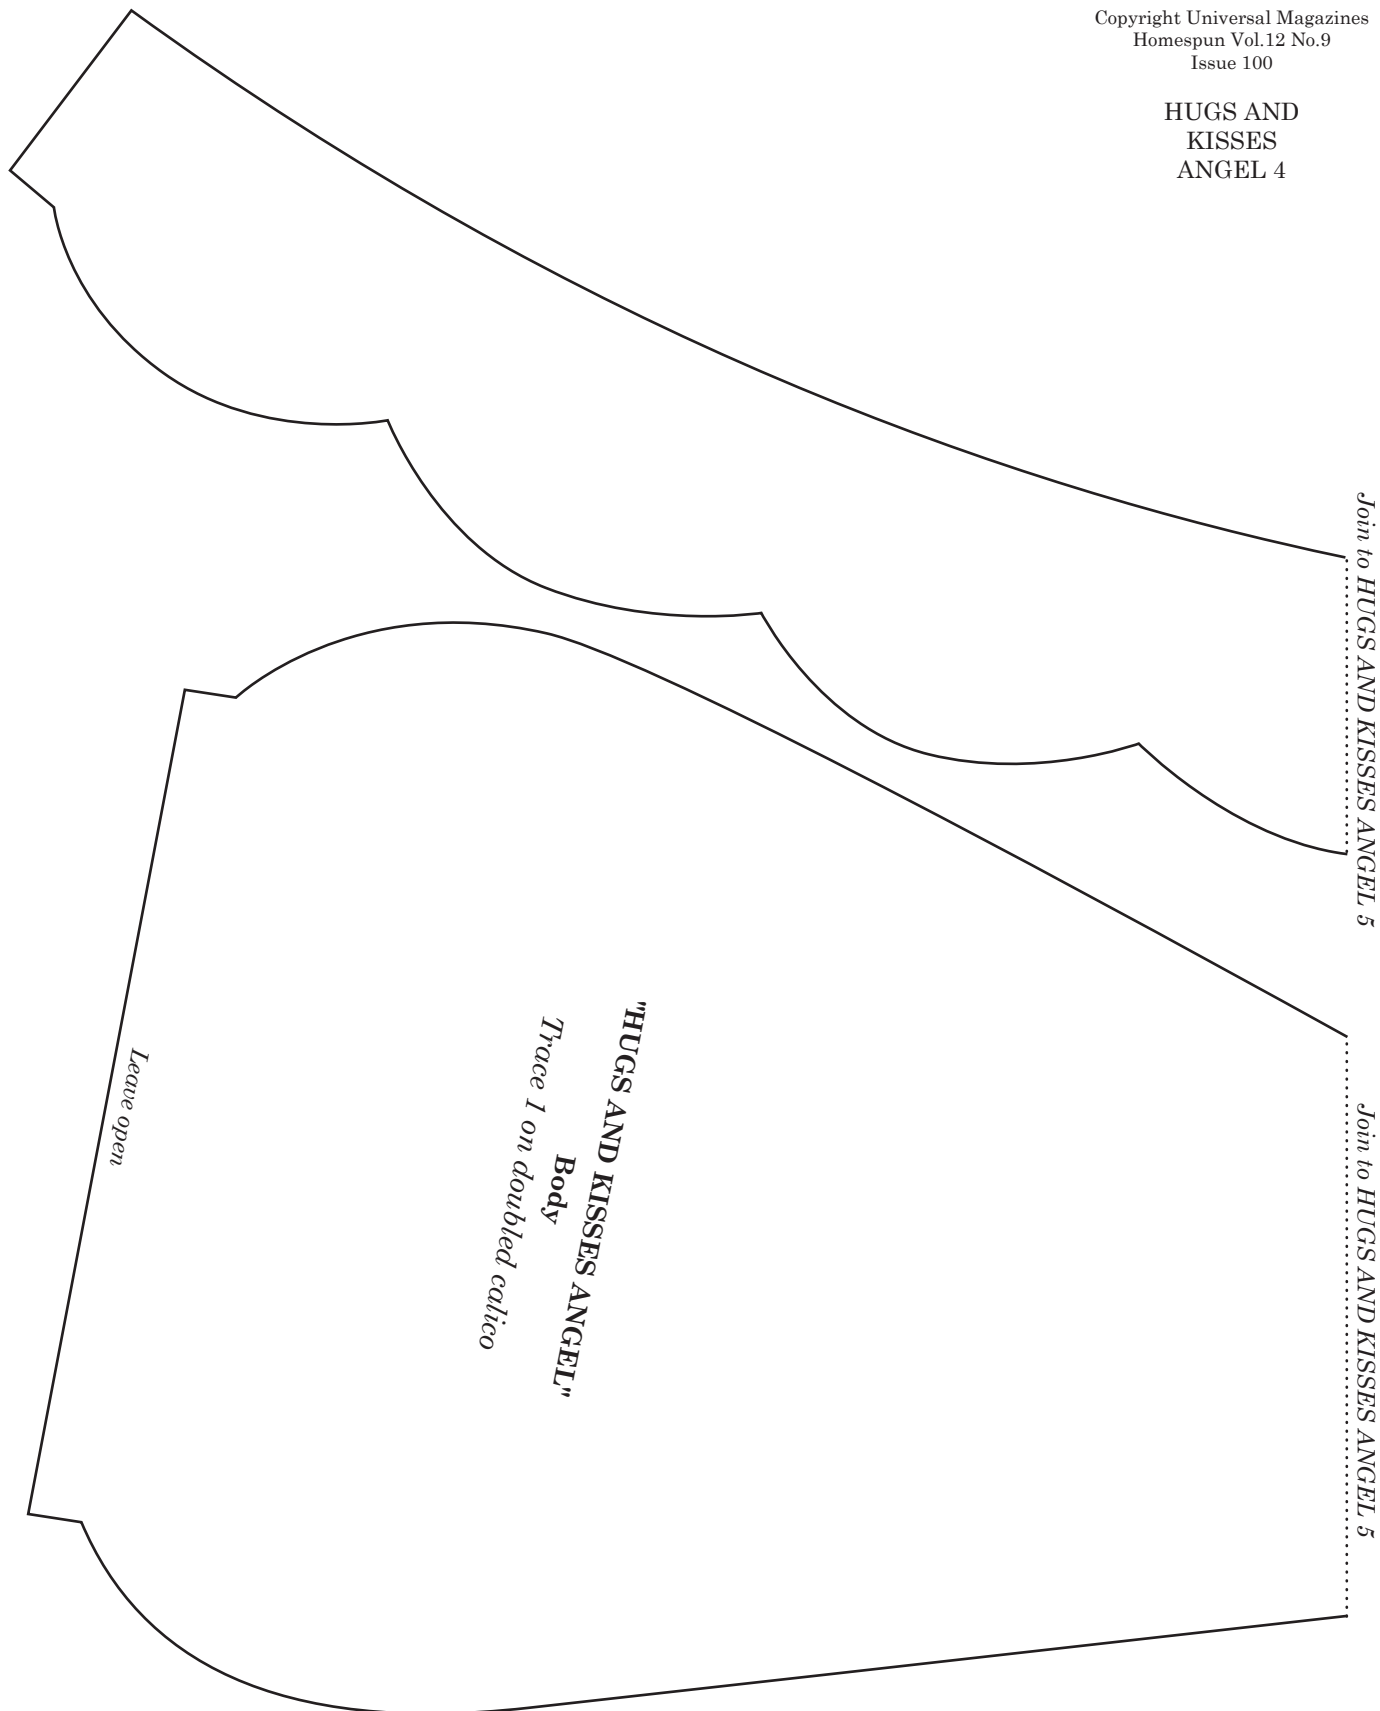 Copyright Universal Magazines
Homespun Vol.12 No.9
Issue 100
HUGS AND
KISSES
ANGEL 4
Join to HUGS AND KISSES ANGEL 5
"HUGS AND KISSES ANGEL"
Body
Trace 1 on doubled calico
Leave open
Join to HUGS AND KISSES ANGEL 5